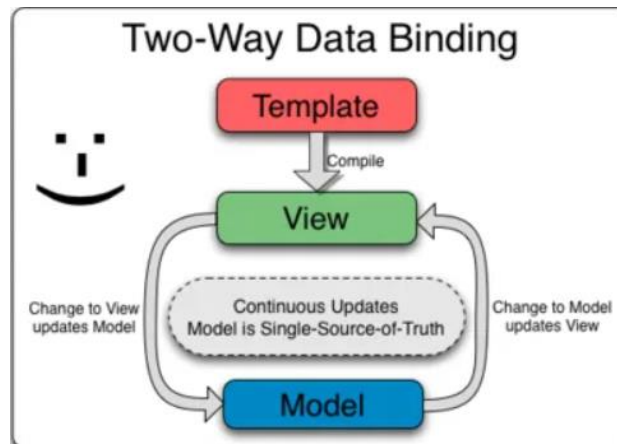 Two-Way Data Binding
Template
Compile
View
Change to View
updates Model
Continuous Updates
Model is Single-Source-of-Truth
Change to Model
updates View
Model